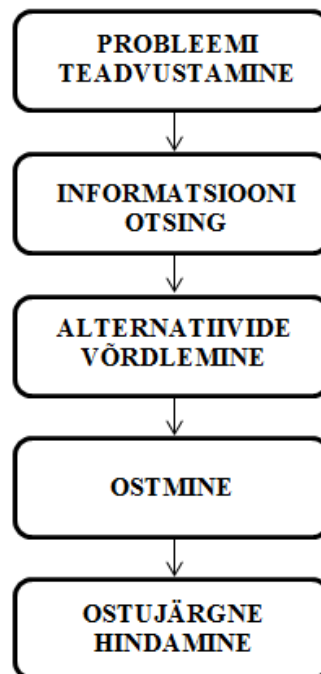 PROBLEEMI
TEADVUSTAMINE
INFORMATSIOONI
OTSING
ALTERNATIIVIDE
VÕRDLEMINE
OSTMINE
OSTUJÄRGNE
HINDAMINE